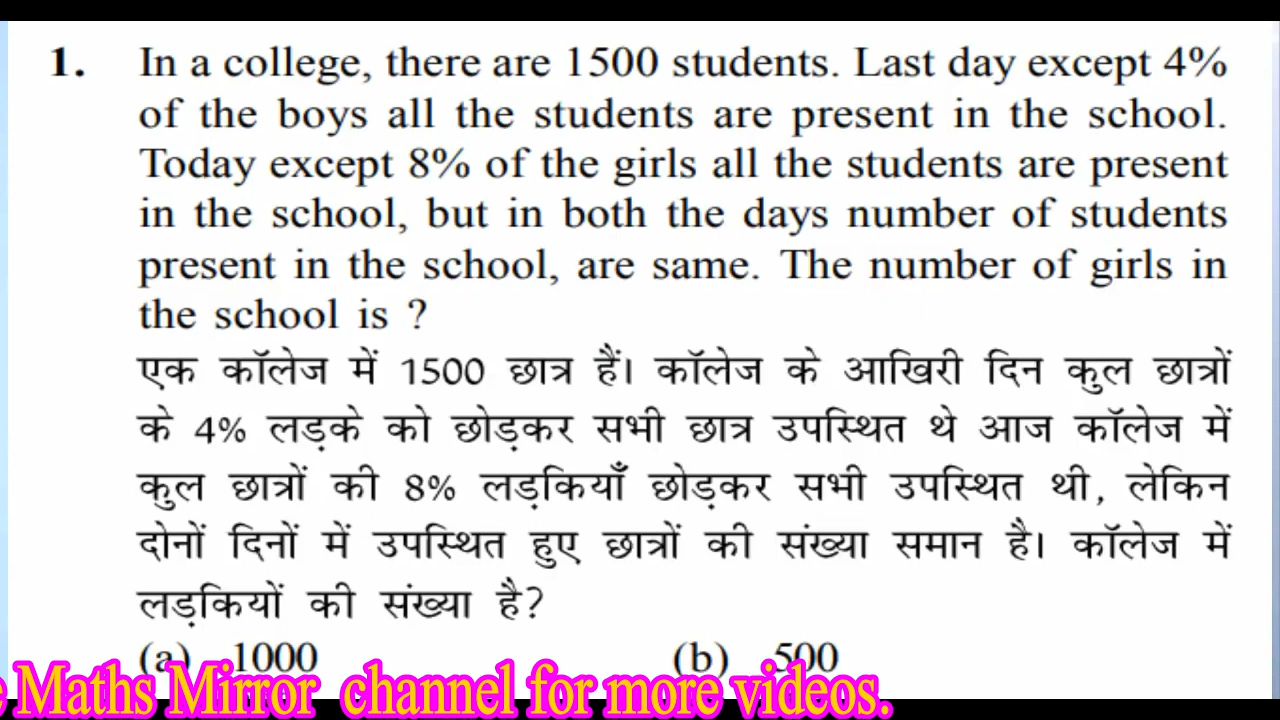 1. In a college, there are 1500 students. Last day except 4%
of the boys all the students are present in the school.
Today except 8% of the girls all the students are present
in the school, but in both the days number of students
present in the school, are same. The number of girls in
the school is ?
एक कॉलेज में 1500 छात्र हैं। कॉलेज के आखिरी दिन कुल छात्रों
के 4% लड़के को छोड़कर सभी छात्र उपस्थित थे आज कॉलेज में
कुल छात्रों की 8% लड़कियाँ छोड़कर सभी उपस्थित थी, लेकिन
दोनों दिनों में उपस्थित हुए छात्रों की संख्या समान है। कॉलेज में
लड़कियों की संख्या है?
(a) 1000 (b) 500
Maths Mirror channel for more videos.